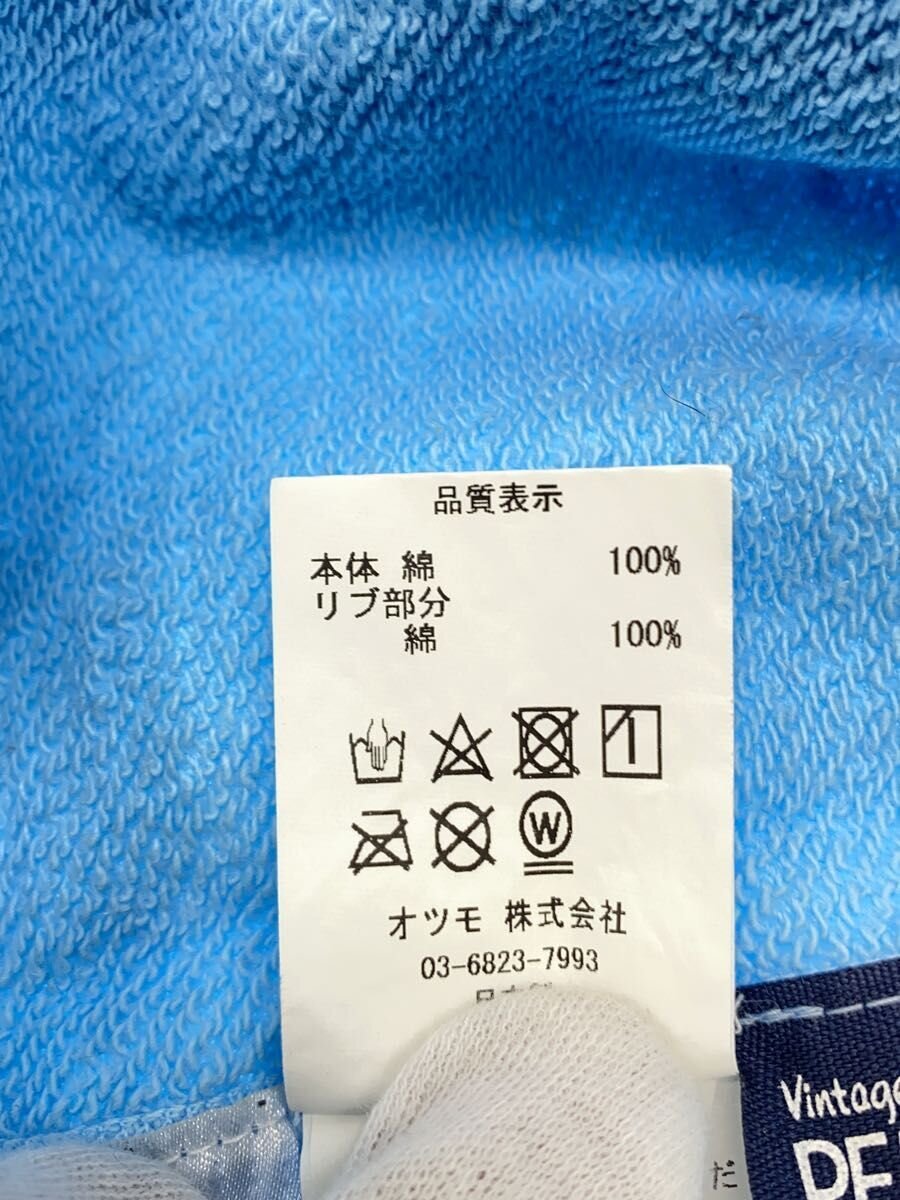 品質表示
本体 綿 100%
リブ部分
綿 100%
W
オツモ 株式会社
03-6823-7993
Vintage
だ